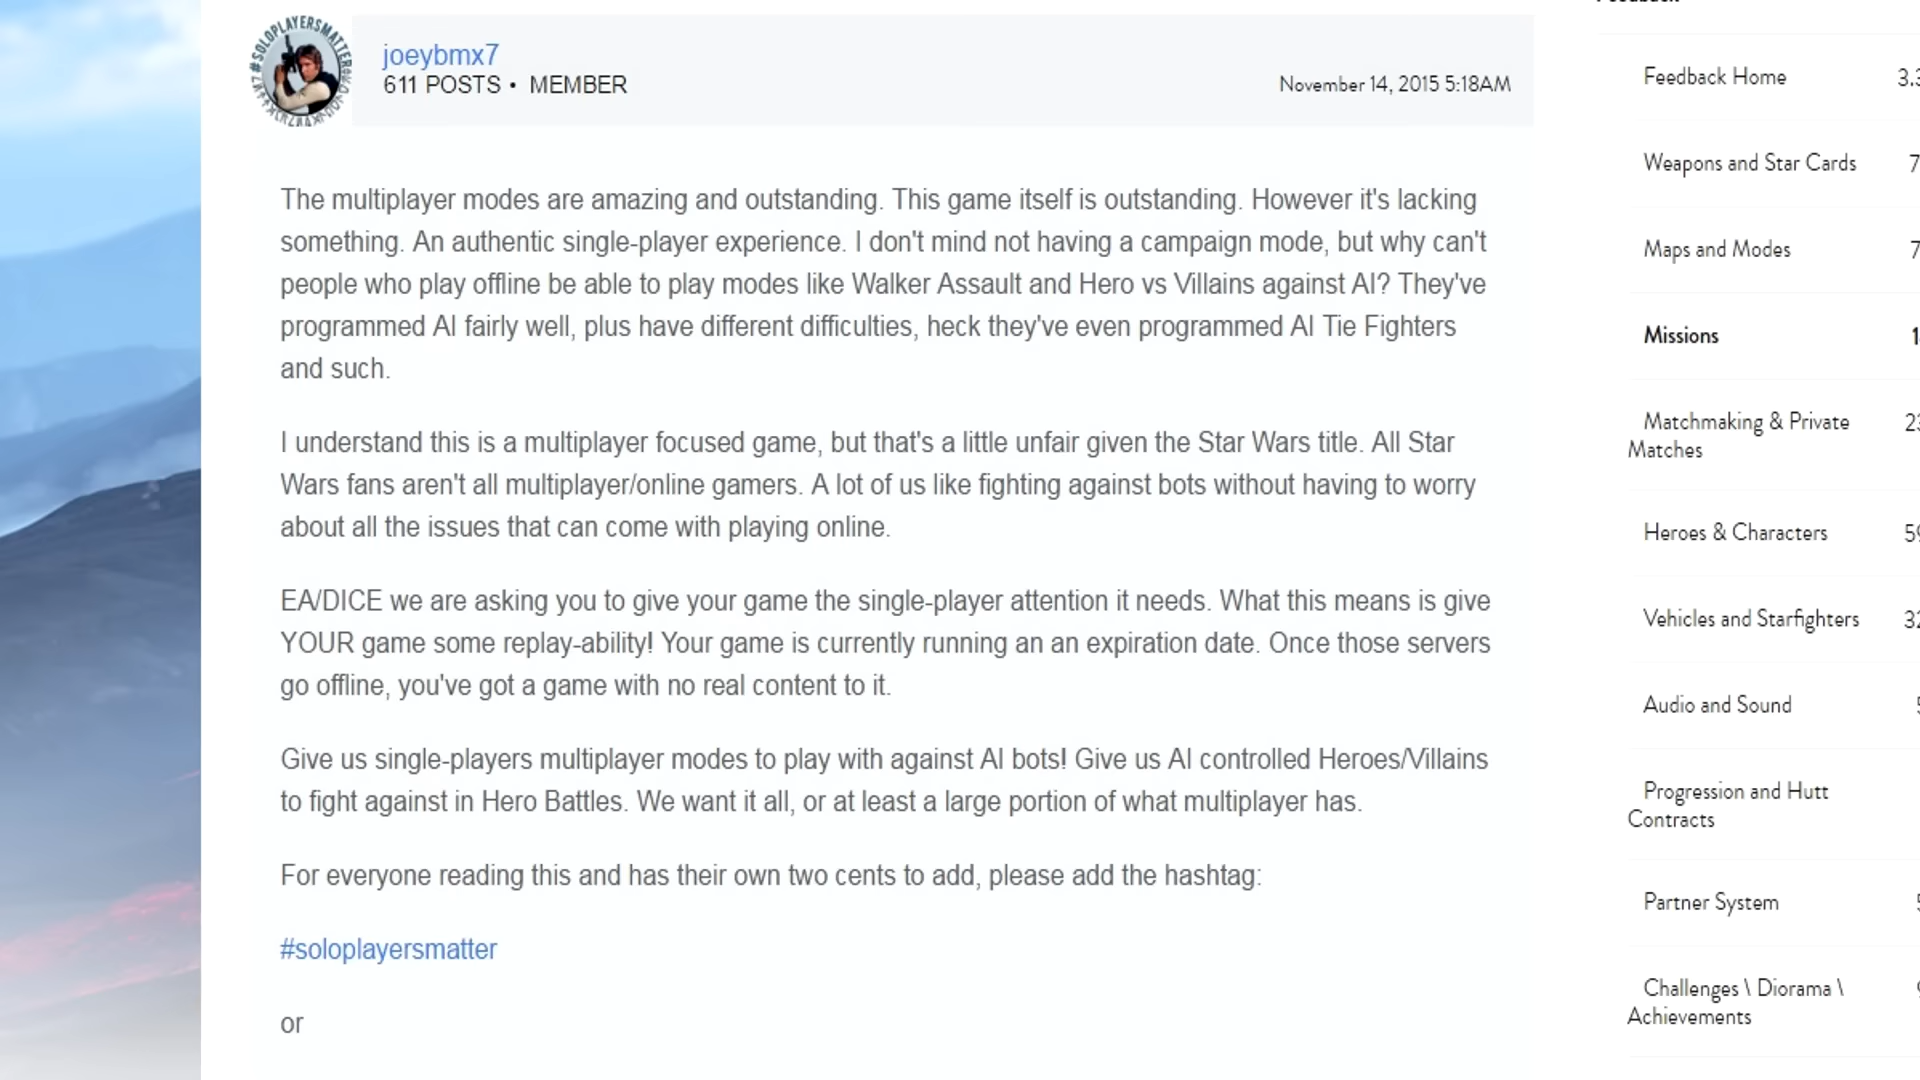 #SOLOPLAYERSMATTER
joeybmx7
611 POSTS • MEMBER
November 14, 2015 5:18AM
The multiplayer modes are amazing and outstanding. This game itself is outstanding. However it's lacking
something. An authentic single-player experience. I don't mind not having a campaign mode, but why can't
people who play offline be able to play modes like Walker Assault and Hero vs Villains against AI? They've
programmed AI fairly well, plus have different difficulties, heck they've even programmed AI Tie Fighters
and such.
I understand this is a multiplayer focused game, but that's a little unfair given the Star Wars title. All Star
Wars fans aren't all multiplayer/online gamers. A lot of us like fighting against bots without having to worry
about all the issues that can come with playing online.
EA/DICE we are asking you to give your game the single-player attention it needs. What this means is give
YOUR game some replay-ability! Your game is currently running an an expiration date. Once those servers
go offline, you've got a game with no real content to it.
Give us single-players multiplayer modes to play with against AI bots! Give us AI controlled Heroes/Villains
to fight against in Hero Battles. We want it all, or at least a large portion of what multiplayer has.
For everyone reading this and has their own two cents to add, please add the hashtag:
#soloplayersmatter
or
Feedback Home 3.3
Weapons and Star Cards 7
Maps and Modes 7
Missions 1
Matchmaking & Private 23
Matches
Heroes & Characters 59
Vehicles and Starfighters 32
Audio and Sound 5
Progression and Hutt
Contracts
Partner System 5
Challenges \ Diorama \ 9
Achievements